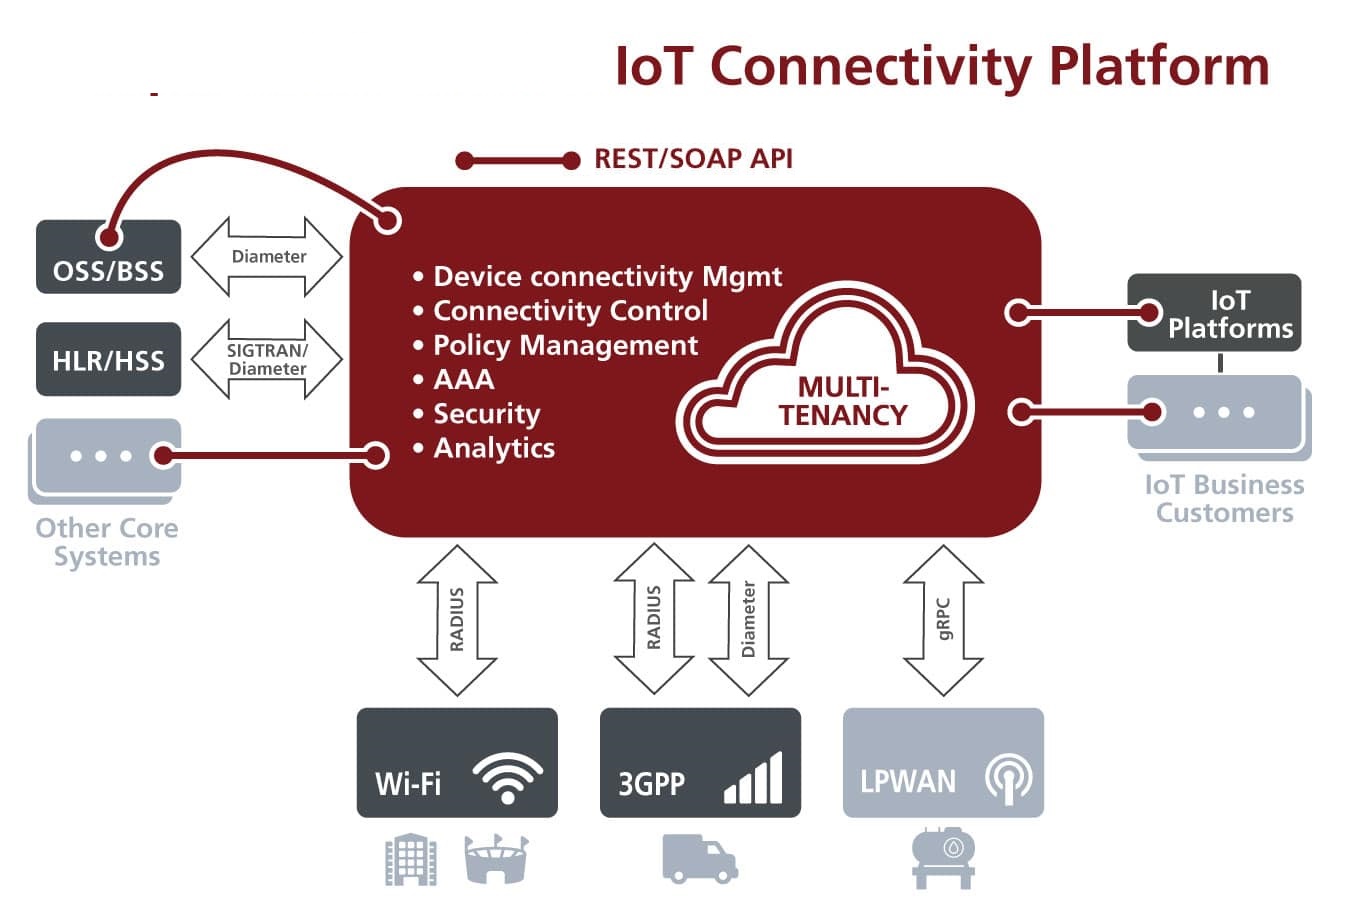 IoT Connectivity Platform
REST/SOAP API
OSS/BSS
Diameter
HLR/HSS
SIGTRAN/
Diameter
Other Core
Systems
• Device connectivity Mgmt
• Connectivity Control
• Policy Management
• AAA
• Security
• Analytics
MULTI-
TENANCY
IoT
Platforms
IoT Business
Customers
RADIUS
RADIUS
Diameter
gRPC
Wi-Fi
3GPP
LPWAN